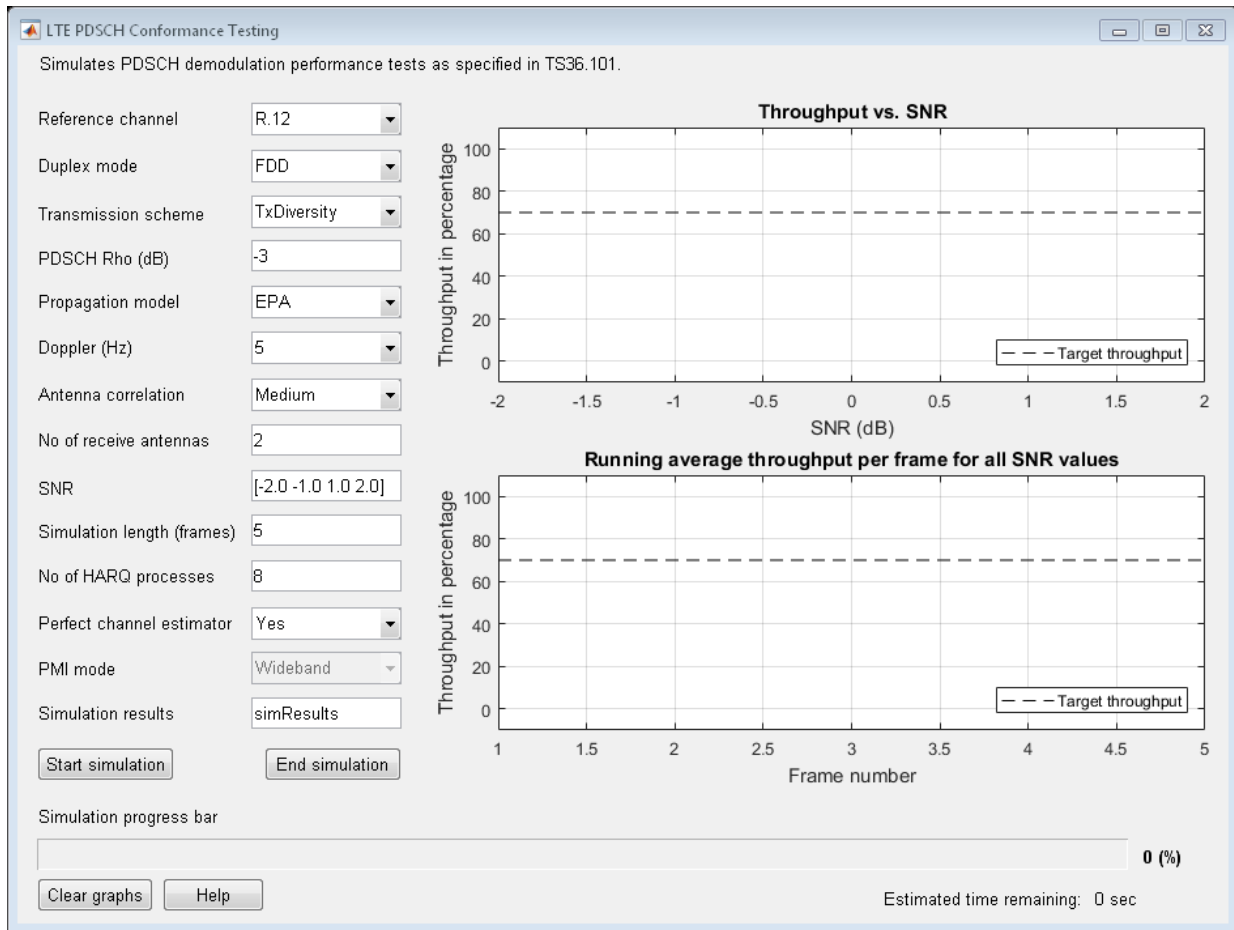 LTE PDSCH Conformance Testing
Simulates PDSCH demodulation performance tests as specified in TS36.101.
Reference channel R.12
Duplex mode FDD
Transmission scheme TxDiversity
PDSCH Rho (dB) -3
Propagation model EPA
Doppler (Hz) 5
Antenna correlation Medium
No of receive antennas 2
SNR [-2.0 -1.0 1.0 2.0]
Simulation length (frames) 5
No of HARQ processes 8
Perfect channel estimator Yes
PMI mode Wideband
Simulation results simResults
Start simulation End simulation
Throughput vs. SNR
Throughput in percentage
100
80
60
40
20
0
Target throughput
-2 -1.5 -1 -0.5 0 0.5 1 1.5 2
SNR (dB)
Running average throughput per frame for all SNR values
Throughput in percentage
100
80
60
40
20
0
Target throughput
1 1.5 2 2.5 3 3.5 4 4.5 5
Frame number
Simulation progress bar
0 (%)
Clear graphs Help
Estimated time remaining: 0 sec